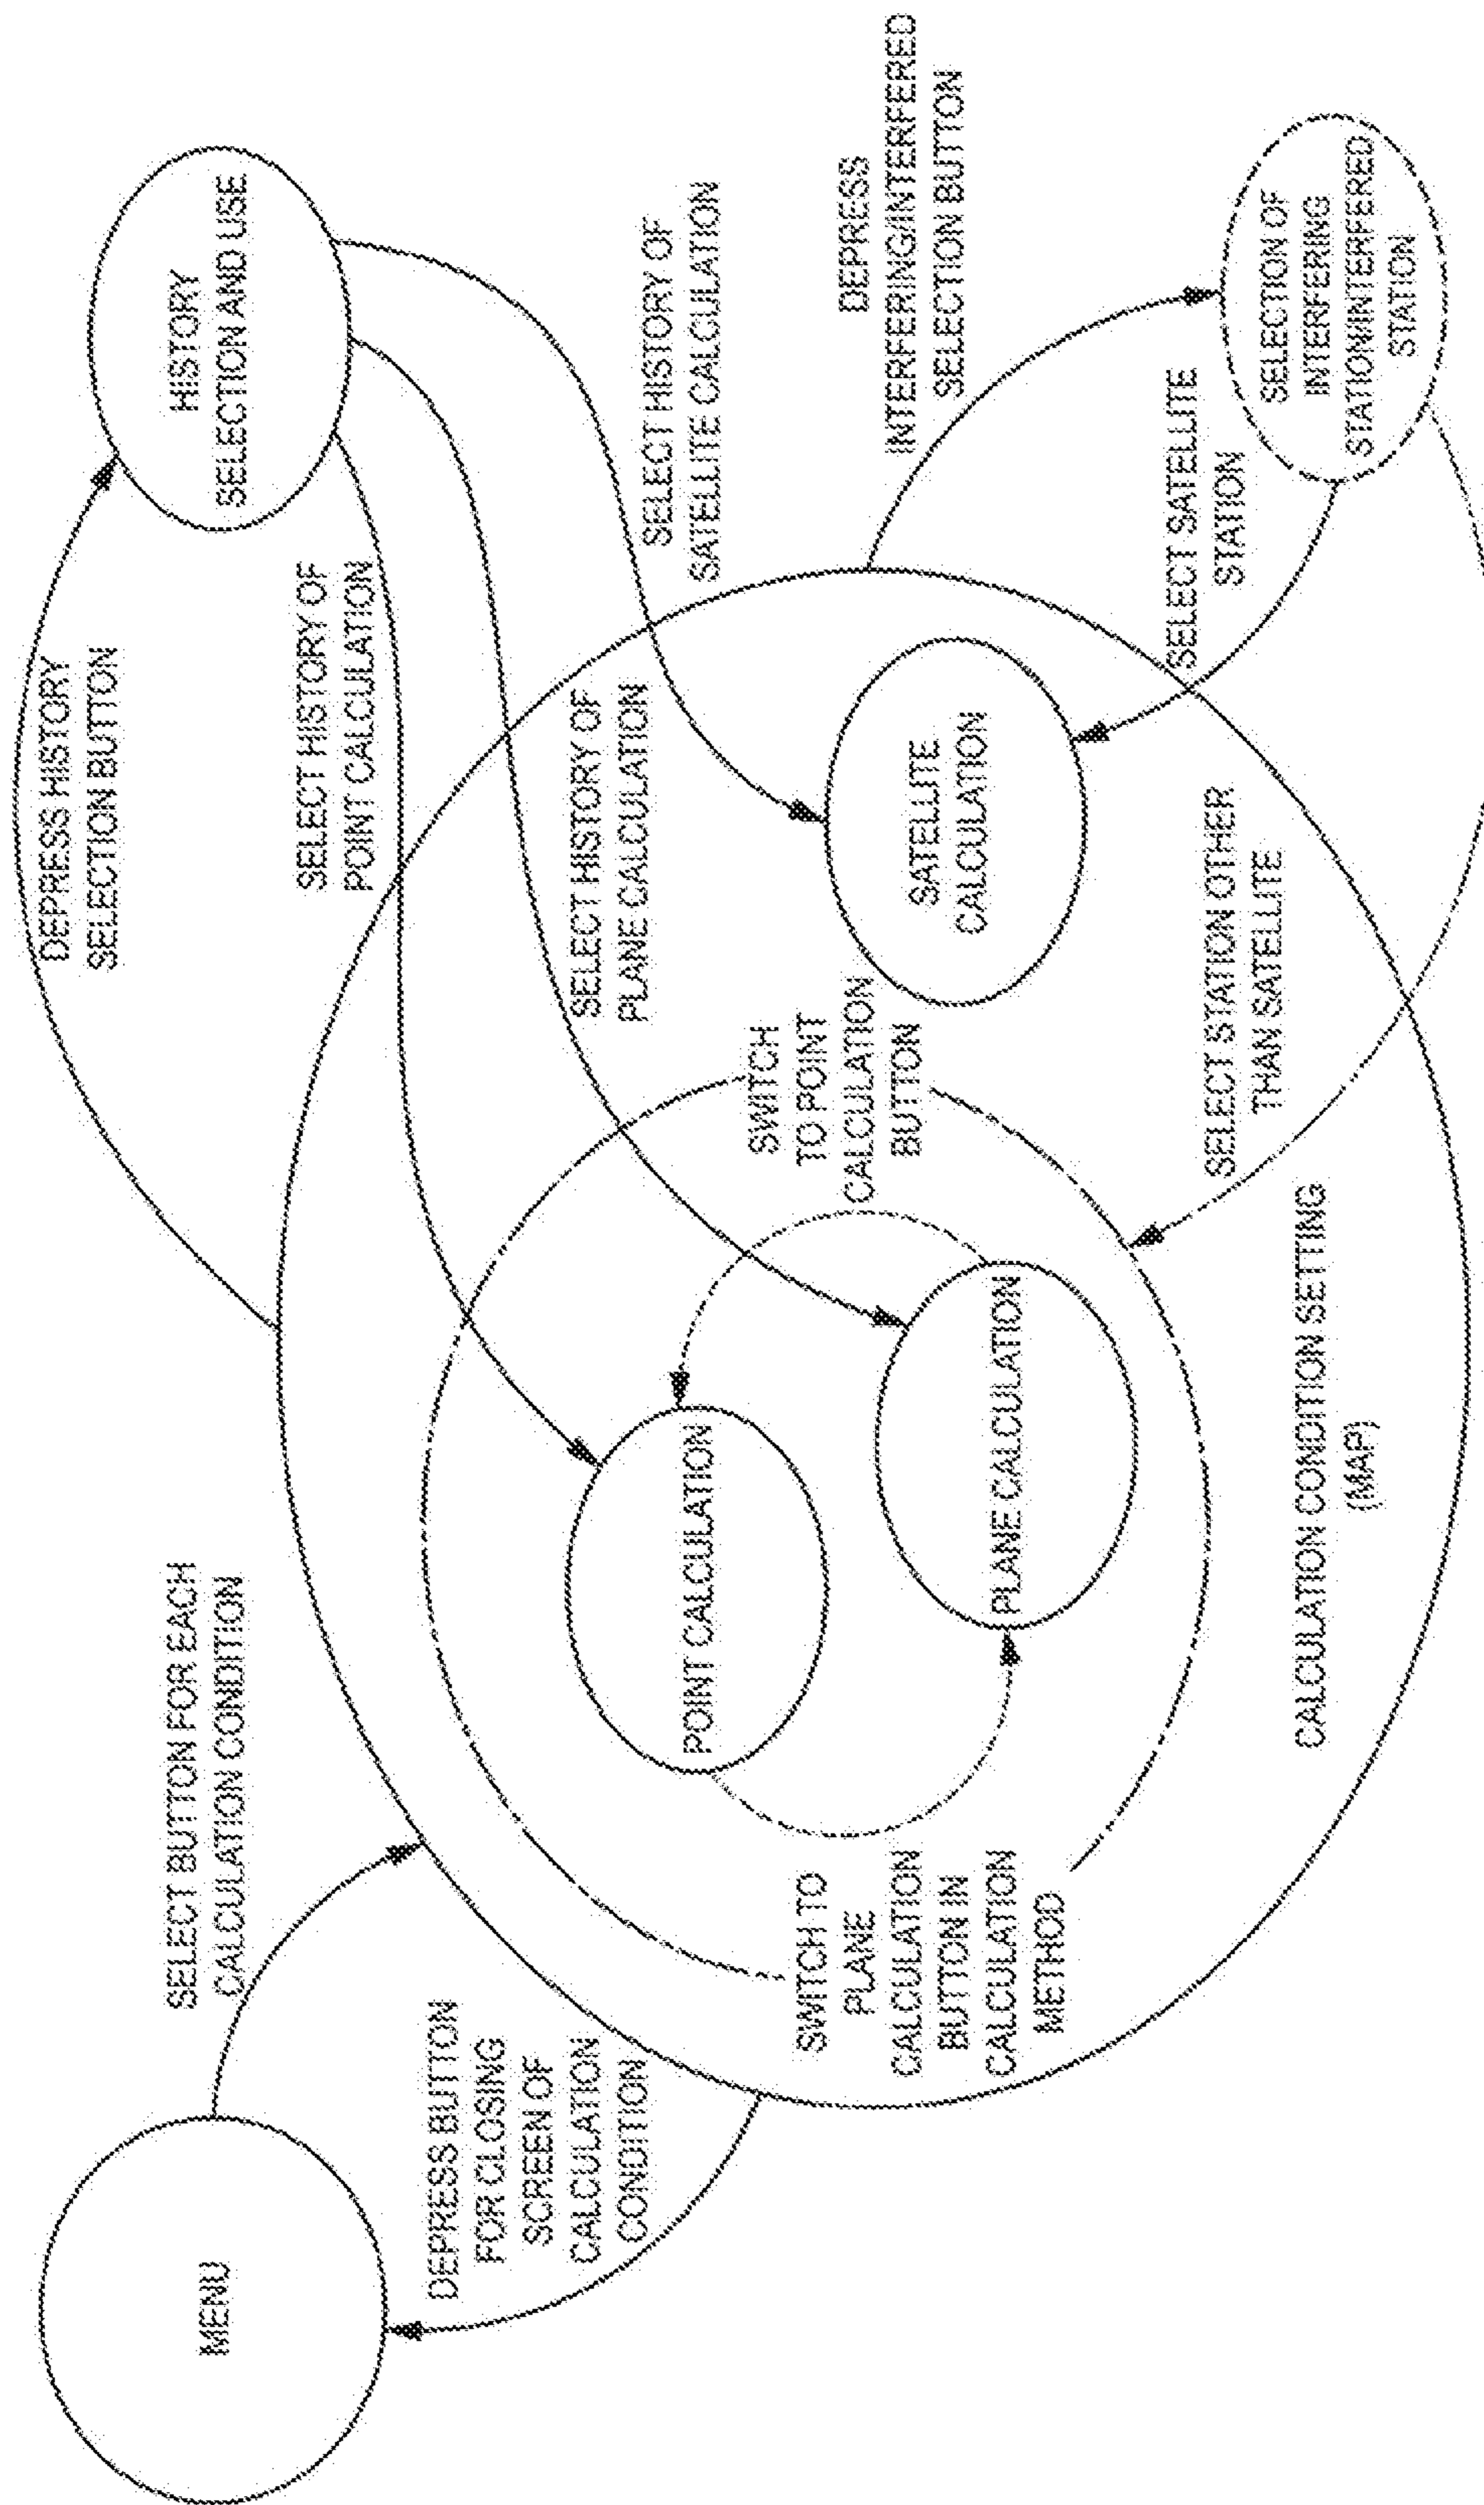 MENU
SELECT BUTTON FOR EACH
CALCULATION CONDITION
DEPRESS BUTTON
FOR CLOSING
SCREEN OF
CALCULATION
CONDITION
DEPRESS HISTORY
SELECTION BUTTON
HISTORY
SELECTION AND USE
SELECT HISTORY OF
POINT CALCULATION
SELECT HISTORY OF
PLANE CALCULATION
SELECT HISTORY OF
SATELLITE CALCULATION
POINT CALCULATION
SWITCH
TO POINT
CALCULATION
BUTTON
SWITCH TO
PLANE
CALCULATION
BUTTON IN
CALCULATION
METHOD
PLANE CALCULATION
SATELLITE
CALCULATION
DEPRESS
INTERFERING/INTERFERED
SELECTION BUTTON
SELECT SATELLITE
STATION
SELECTION OF
INTERFERING
STATION/INTERFERED
STATION
SELECT STATION OTHER
THAN SATELLITE
CALCULATION CONDITION SETTING
(MAP)